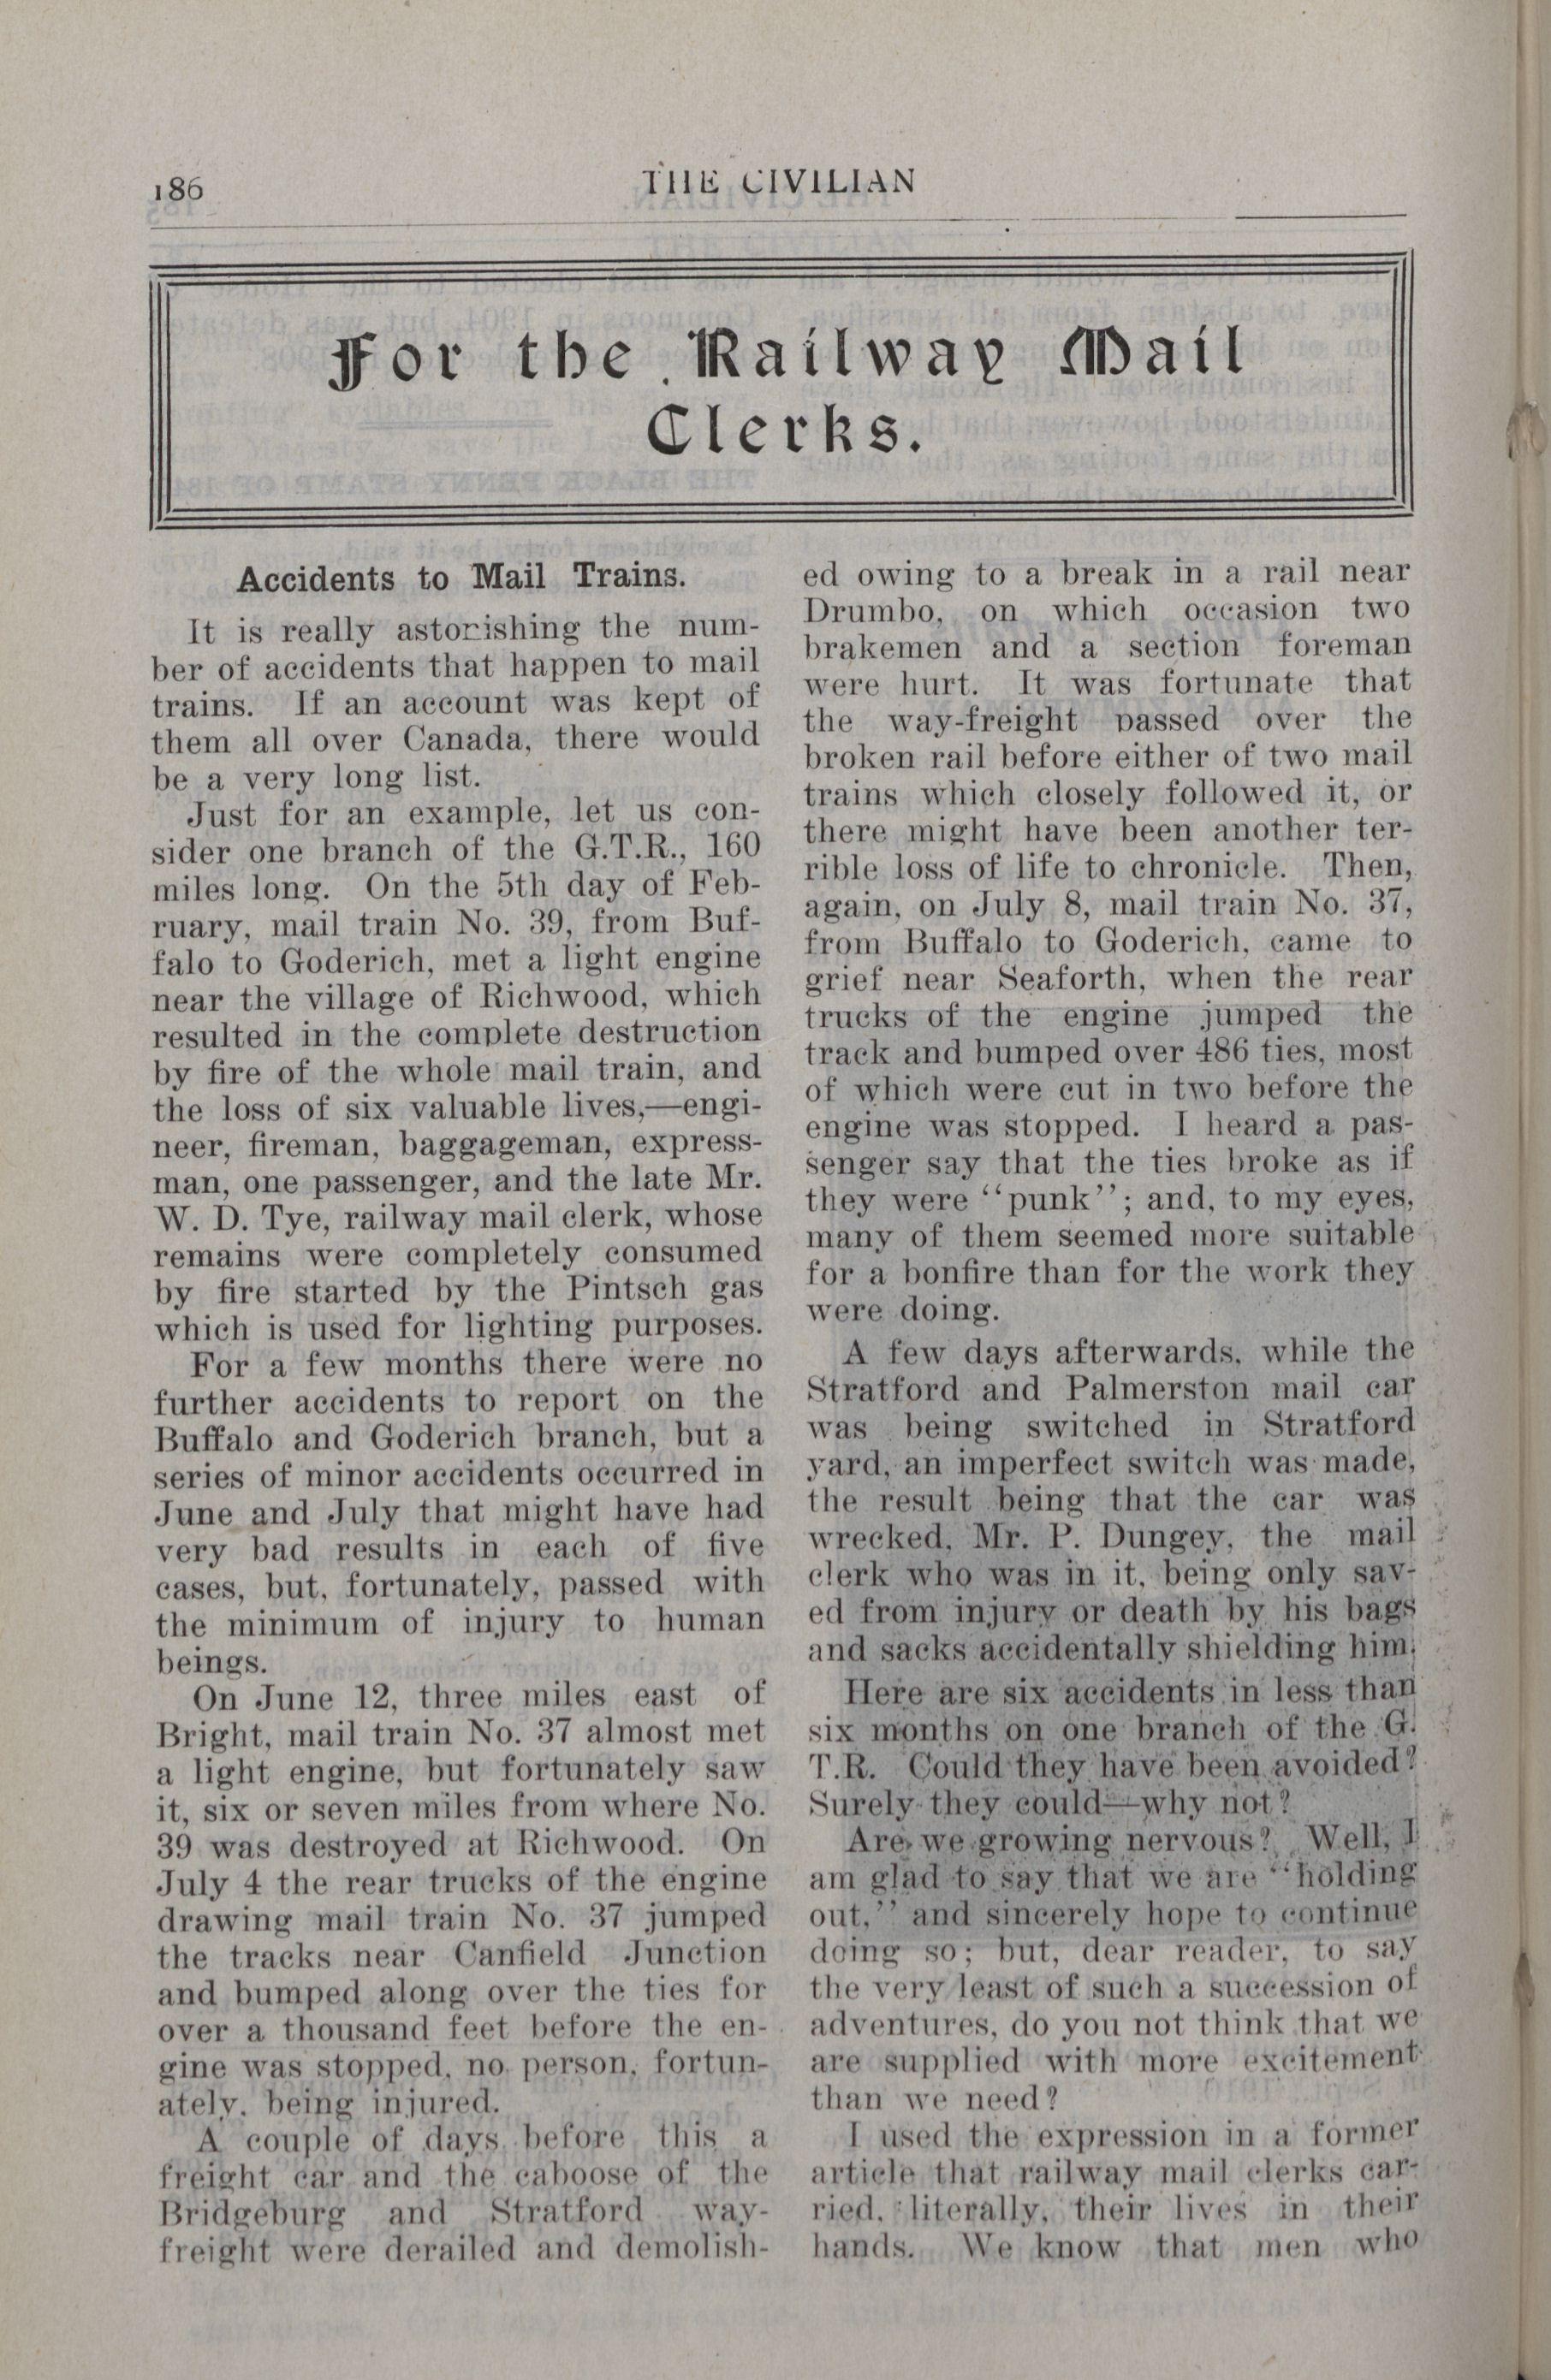 186
THE CIVILIAN
For the Railway Mail
Clerks.
Accidents to Mail Trains.
It is really astonishing the num-
ber of accidents that happen to mail
trains. If an account was kept of
them all over Canada, there would
be a very long list.
Just for an example, let us con-
sider one branch of the G.T.R., 160
miles long. On the 5th day of Feb-
ruary, mail train No. 39, from Buf-
falo to Goderich, met a light engine
near the village of Richwood, which
resulted in the complete destruction
by fire of the whole mail train, and
the loss of six valuable lives,—engi-
neer, fireman, baggageman, express-
man, one passenger, and the late Mr.
W. D. Tye, railway mail clerk, whose
remains were completely consumed
by fire started by the Pintsch gas
which is used for lighting purposes.
For a few months there were no
further accidents to report on the
Buffalo and Goderich branch, but a
series of minor accidents occurred in
June and July that might have had
very bad results in each of five
cases, but, fortunately, passed with
the minimum of injury to human
beings.
On June 12, three miles east of
Bright, mail train No. 37 almost met
a light engine, but fortunately saw
it, six or seven miles from where No.
39 was destroyed at Richwood. On
July 4 the rear trucks of the engine
drawing mail train No. 37 jumped
the tracks near Canfield Junction
and bumped along over the ties for
over a thousand feet before the en-
gine was stopped, no person, fortun-
ately, being injured.
A couple of days before this a
freight car and the caboose of the
Bridgeburg and Stratford way-
freight were derailed and demolish-
ed owing to a break in a rail near
Drumbo, on which occasion two
brakemen and a section foreman
were hurt. It was fortunate that
the way-freight passed over the
broken rail before either of two mail
trains which closely followed it, or
there might have been another ter-
rible loss of life to chronicle. Then,
again, on July 8, mail train No. 37,
from Buffalo to Goderich, came to
grief near Seaforth, when the rear
trucks of the engine jumped the
track and bumped over 486 ties, most
of which were cut in two before the
engine was stopped. I heard a pas-
senger say that the ties broke as if
they were "punk"; and, to my eyes,
many of them seemed more suitable
for a bonfire than for the work they
were doing.
A few days afterwards, while the
Stratford and Palmerston mail car
was being switched in Stratford
yard, an imperfect switch was made,
the result being that the car was
wrecked, Mr. P. Dungey, the mail
clerk who was in it, being only sav-
ed from injury or death by his bags
and sacks accidentally shielding him.
Here are six accidents in less than
six months on one branch of the G.
T.R. Could they have been avoided?
Surely they could—why not?
Are we growing nervous? Well, I
am glad to say that we are "holding
out," and sincerely hope to continue
doing so; but, dear reader, to say
the very least of such a succession of
adventures, do you not think that we
are supplied with more excitement
than we need?
I used the expression in a former
article that railway mail clerks car-
ried, literally, their lives in their
hands. We know that men who